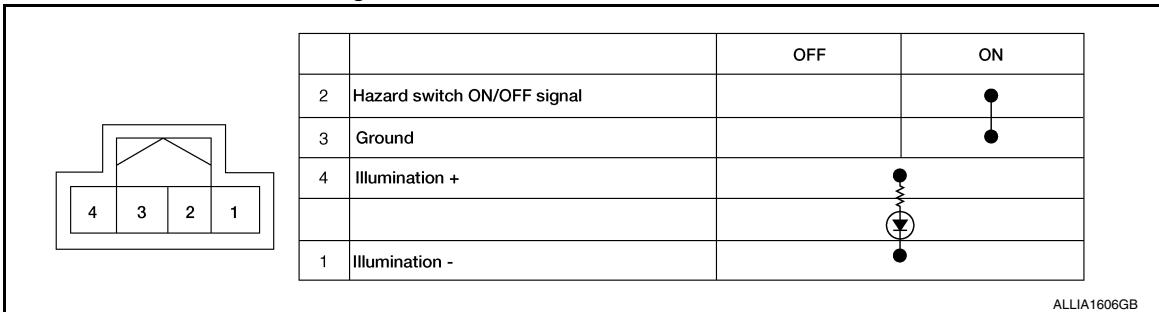 OFF ON
2 Hazard switch ON/OFF signal
3 Ground
4 Illumination +
4 3 2 1
1 Illumination -
ALLIA1606GB